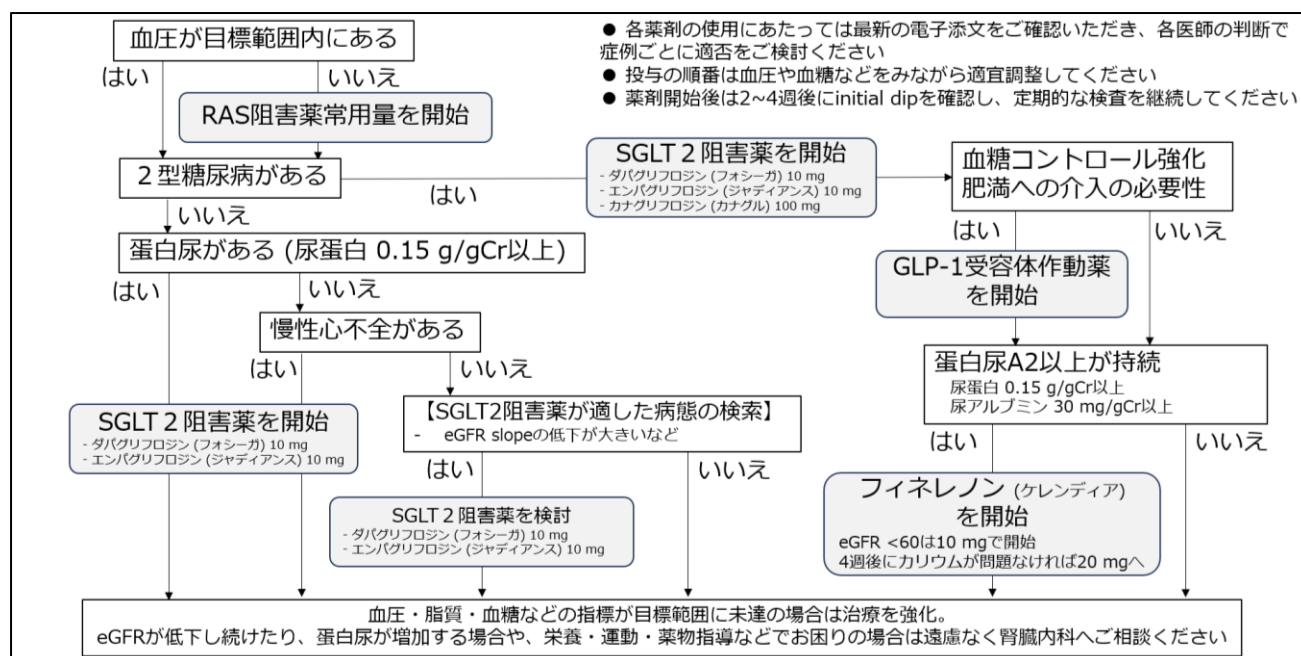 血圧が目標範囲内にある
はい
いいえ
RAS阻害薬常用量を開始
● 各薬剤の使用にあたっては最新の電子添文をご確認いただき、各医師の判断で
症例ごとに適否をご検討ください
● 投与の順番は血圧や血糖などをみながら適宜調整してください
● 薬剤開始後は2~4週後にinitial dipを確認し、定期的な検査を継続してください
2型糖尿病がある
はい
SGLT2阻害薬を開始
- ダパグリフロジン (フォシーガ) 10 mg
- エンパグリフロジン (ジャディアンス) 10 mg
- カナグリフロジン (カナグル) 100 mg
血糖コントロール強化
肥満への介入の必要性
いいえ
はい
いいえ
蛋白尿がある (尿蛋白 0.15 g/gCr以上)
GLP-1受容体作動薬
を開始
はい
いいえ
慢性心不全がある
はい
いいえ
蛋白尿A2以上が持続
尿蛋白 0.15 g/gCr以上
尿アルブミン 30 mg/gCr以上
SGLT2阻害薬を開始
- ダパグリフロジン (フォシーガ) 10 mg
- エンパグリフロジン (ジャディアンス) 10 mg
【SGLT2阻害薬が適した病態の検索】
- eGFR slopeの低下が大きいなど
はい
いいえ
はい
いいえ
SGLT2阻害薬を検討
- ダパグリフロジン (フォシーガ) 10 mg
- エンパグリフロジン (ジャディアンス) 10 mg
フィネレノン (ケレンディア)
を開始
eGFR <60は10 mgで開始
4週後にカリウムが問題なければ20 mgへ
血圧・脂質・血糖などの指標が目標範囲に未達の場合は治療を強化。
eGFRが低下し続けたり、蛋白尿が増加する場合や、栄養・運動・薬物指導などでお困りの場合は遠慮なく腎臓内科へご相談ください